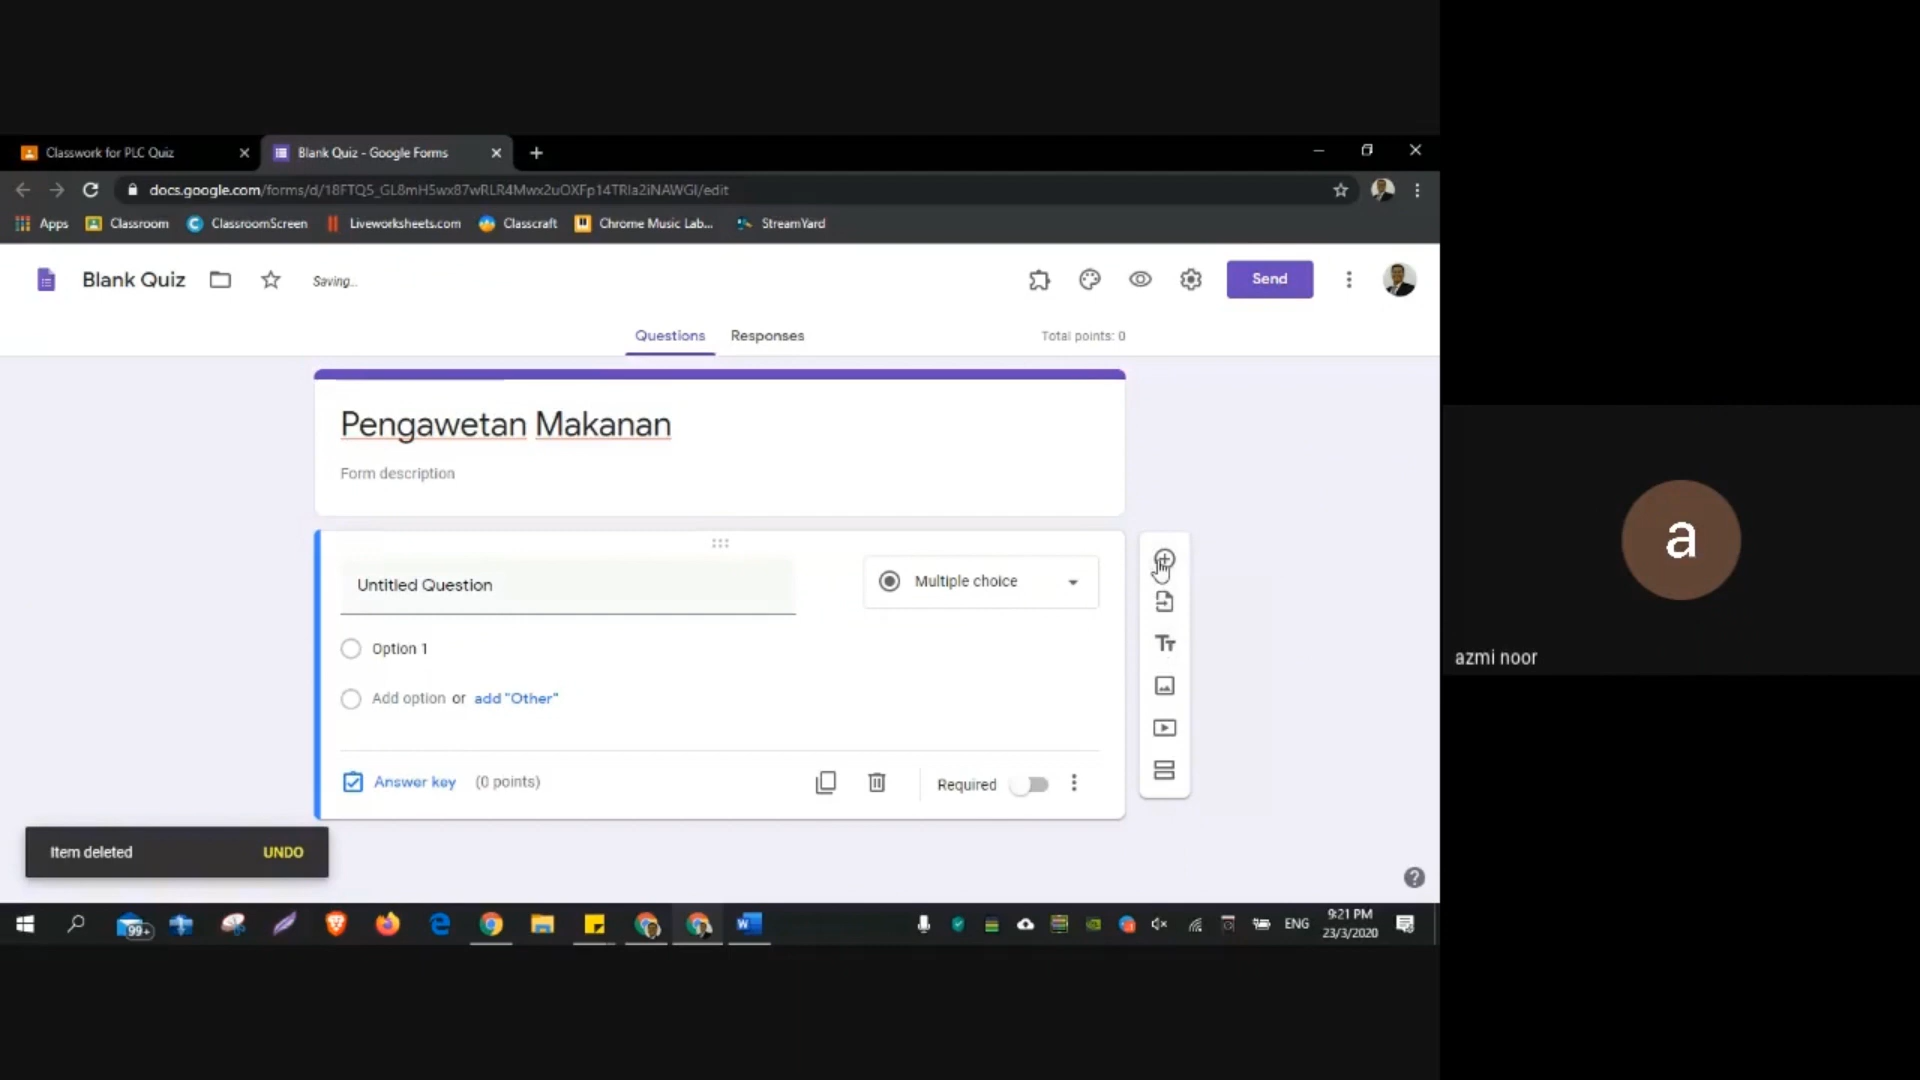 Classwork for PLC Quiz
Blank Quiz - Google Forms
docs.google.com/forms/d/18FTQ5_GL8mH5wx87wRLR4Mwx2uOXFp14TRla2iNAWGI/edit
Apps Classroom ClassroomScreen Liveworksheets.com Classcraft Chrome Music Lab... StreamYard
Blank Quiz Saving... Send
Questions Responses Total points: 0
Pengawetan Makanan
Form description
Untitled Question Multiple choice
Option 1
Add option or add "Other"
Answer key (0 points) Required
Item deleted UNDO
a
azmi noor
99+ ENG 9:21 PM
23/3/2020